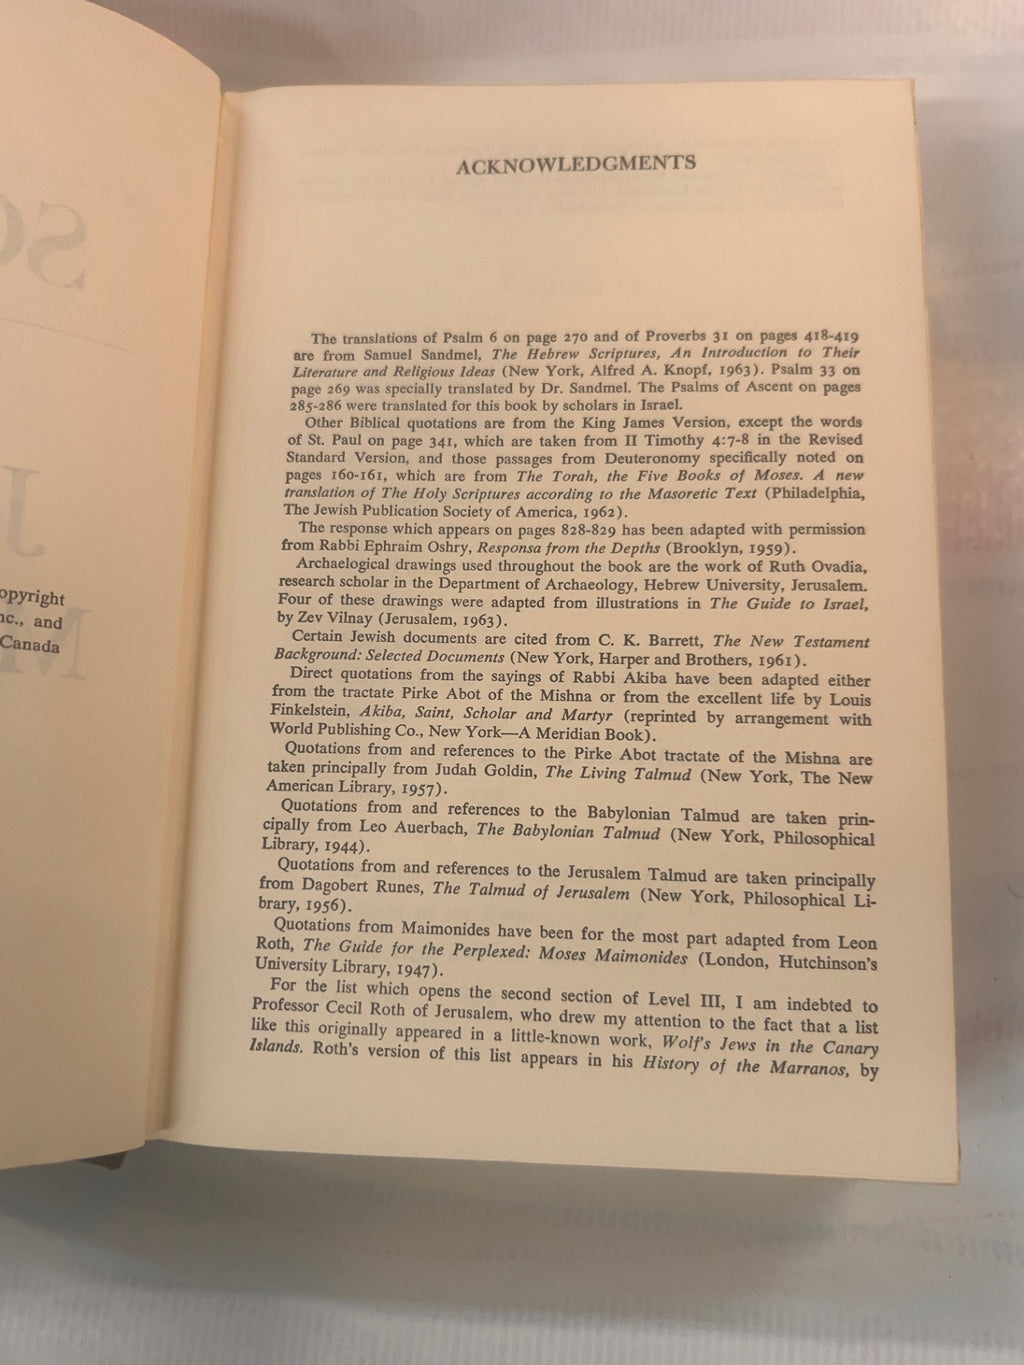 opyright
nc., and
Canada
ACKNOWLEDGMENTS
The translations of Psalm 6 on page 270 and of Proverbs 31 on pages 418-419
are from Samuel Sandmel, The Hebrew Scriptures, An Introduction to Their
Literature and Religious Ideas (New York, Alfred A. Knopf, 1963). Psalm 33 on
page 269 was specially translated by Dr. Sandmel. The Psalms of Ascent on pages
285-286 were translated for this book by scholars in Israel.
Other Biblical quotations are from the King James Version, except the words
of St. Paul on page 341, which are taken from II Timothy 4:7-8 in the Revised
Standard Version, and those passages from Deuteronomy specifically noted on
pages 160-161, which are from The Torah, the Five Books of Moses. A new
translation of The Holy Scriptures according to the Masoretic Text (Philadelphia,
The Jewish Publication Society of America, 1962).
The response which appears on pages 828-829 has been adapted with permission
from Rabbi Ephraim Oshry, Responsa from the Depths (Brooklyn, 1959).
Archaelogical drawings used throughout the book are the work of Ruth Ovadia,
research scholar in the Department of Archaeology, Hebrew University, Jerusalem.
Four of these drawings were adapted from illustrations in The Guide to Israel,
by Zev Vilnay (Jerusalem, 1963).
Certain Jewish documents are cited from C. K. Barrett, The New Testament
Background: Selected Documents (New York, Harper and Brothers, 1961).
Direct quotations from the sayings of Rabbi Akiba have been adapted either
from the tractate Pirke Abot of the Mishna or from the excellent life by Louis
Finkelstein, Akiba, Saint, Scholar and Martyr (reprinted by arrangement with
World Publishing Co., New York—A Meridian Book).
Quotations from and references to the Pirke Abot tractate of the Mishna are
taken principally from Judah Goldin, The Living Talmud (New York, The New
American Library, 1957).
Quotations from and references to the Babylonian Talmud are taken prin-
cipally from Leo Auerbach, The Babylonian Talmud (New York, Philosophical
Library, 1944).
Quotations from and references to the Jerusalem Talmud are taken principally
from Dagobert Runes, The Talmud of Jerusalem (New York, Philosophical Li-
brary, 1956).
Quotations from Maimonides have been for the most part adapted from Leon
Roth, The Guide for the Perplexed: Moses Maimonides (London, Hutchinson's
University Library, 1947).
For the list which opens the second section of Level III, I am indebted to
Professor Cecil Roth of Jerusalem, who drew my attention to the fact that a list
like this originally appeared in a little-known work, Wolf's Jews in the Canary
Islands. Roth's version of this list appears in his History of the Marranos, by